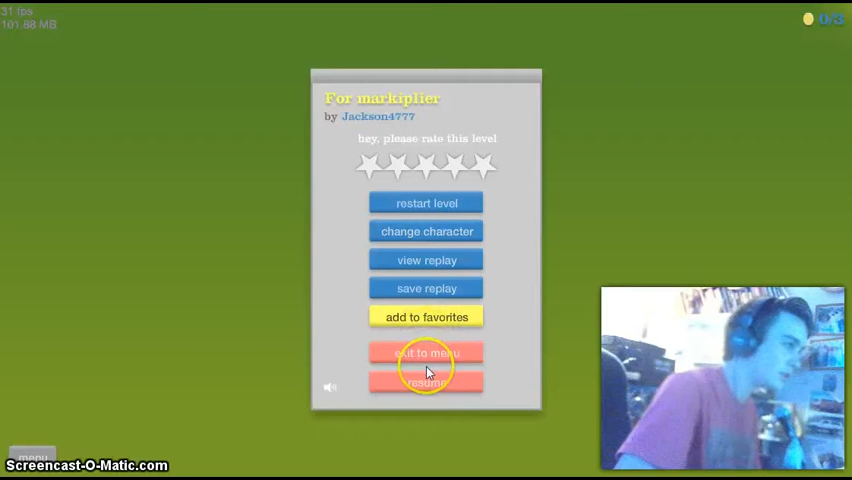 31 fps
101.88 MB
0/3
For markiplier
by Jackson4777
hey, please rate this level
restart level
change character
view replay
save replay
add to favorites
exit to menu
resume
menu
Screencast-O-Matic.com